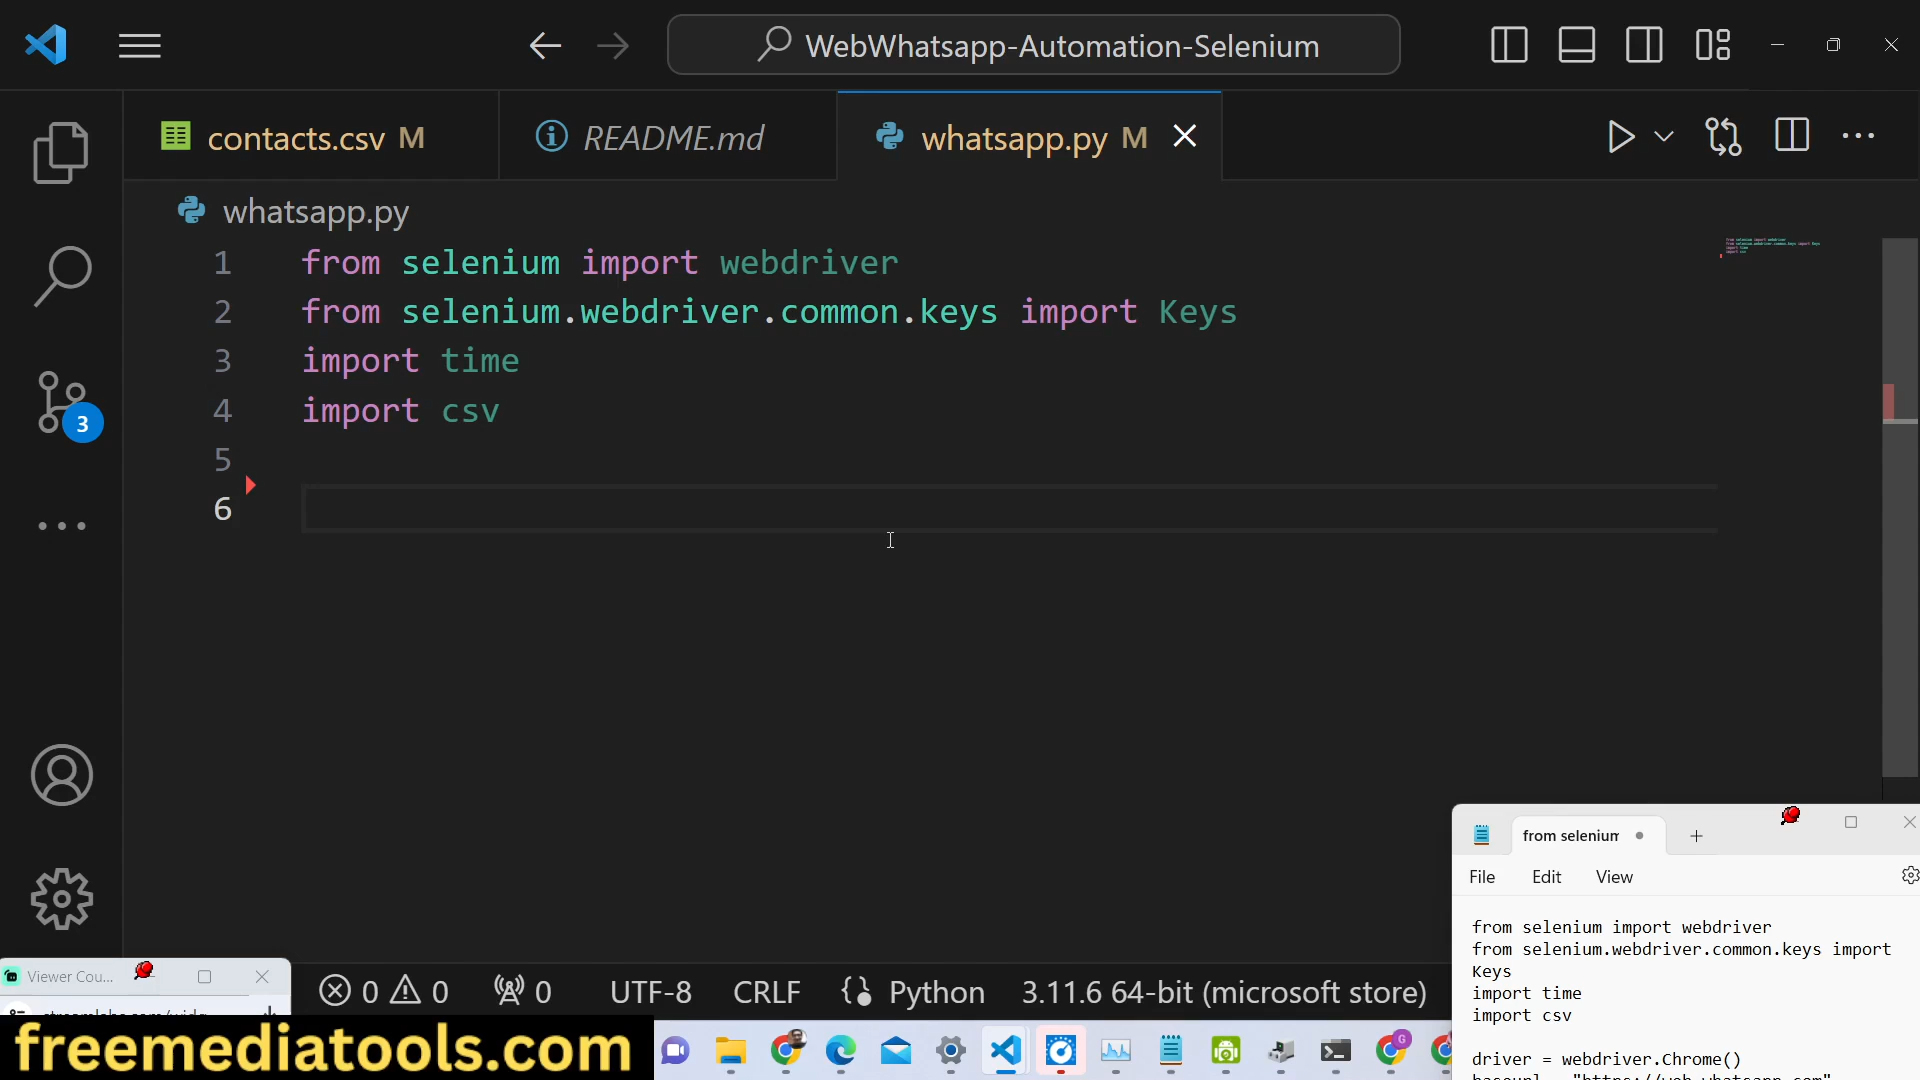 WebWhatsapp-Automation-Selenium
contacts.csv M
README.md
whatsapp.py M
whatsapp.py
1 from selenium import webdriver
2 from selenium.webdriver.common.keys import Keys
3 import time
4 import csv
5
6
3
from selenium
File Edit View
from selenium import webdriver
from selenium.webdriver.common.keys import
Keys
import time
import csv
driver = webdriver.Chrome()
Viewer Cou...
0 0 0 UTF-8 CRLF Python 3.11.6 64-bit (microsoft store)
freemediatools.com